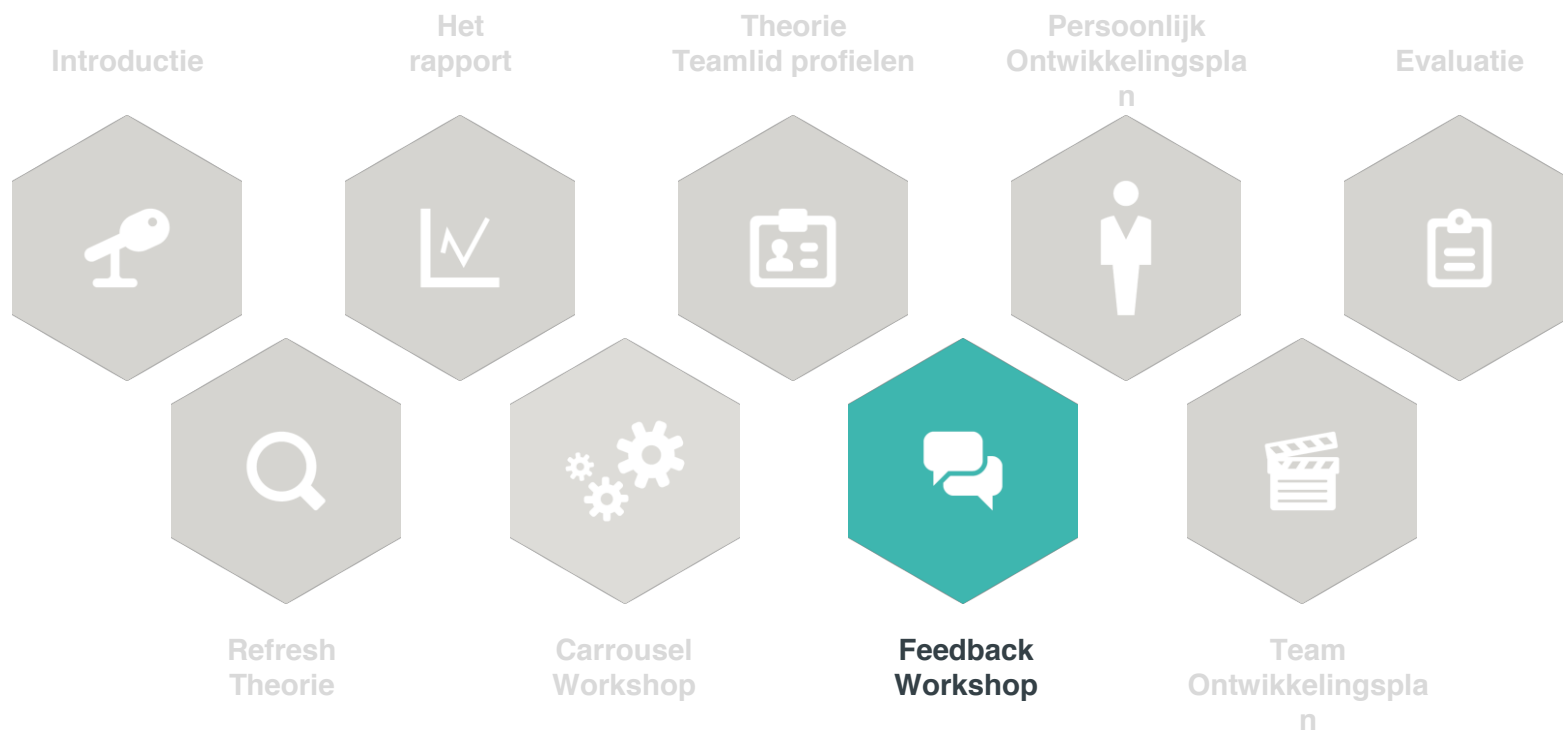 Introductie
Het
rapport
Theorie
Teamlid profielen
Persoonlijk
Ontwikkelingspla
n
Evaluatie
Refresh
Theorie
Carrousel
Workshop
Feedback
Workshop
Team
Ontwikkelingspla
n